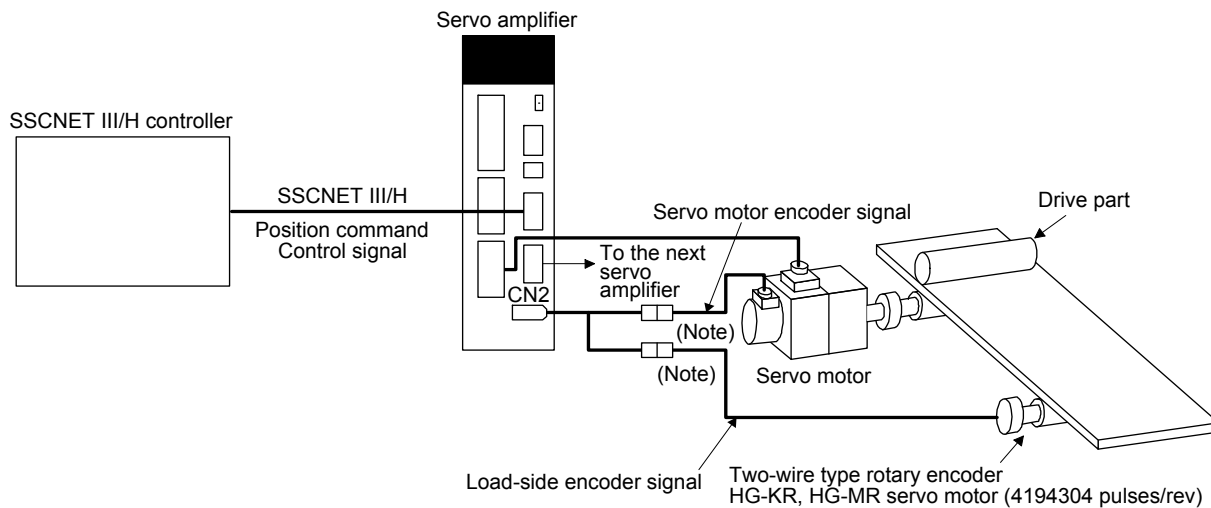 Servo amplifier
SSCNET III/H controller
SSCNET III/H
Position command
Control signal
Servo motor encoder signal
Drive part
To the next
servo
amplifier
CN2
(Note)
(Note)
Servo motor
Load-side encoder signal
Two-wire type rotary encoder
HG-KR, HG-MR servo motor (4194304 pulses/rev)